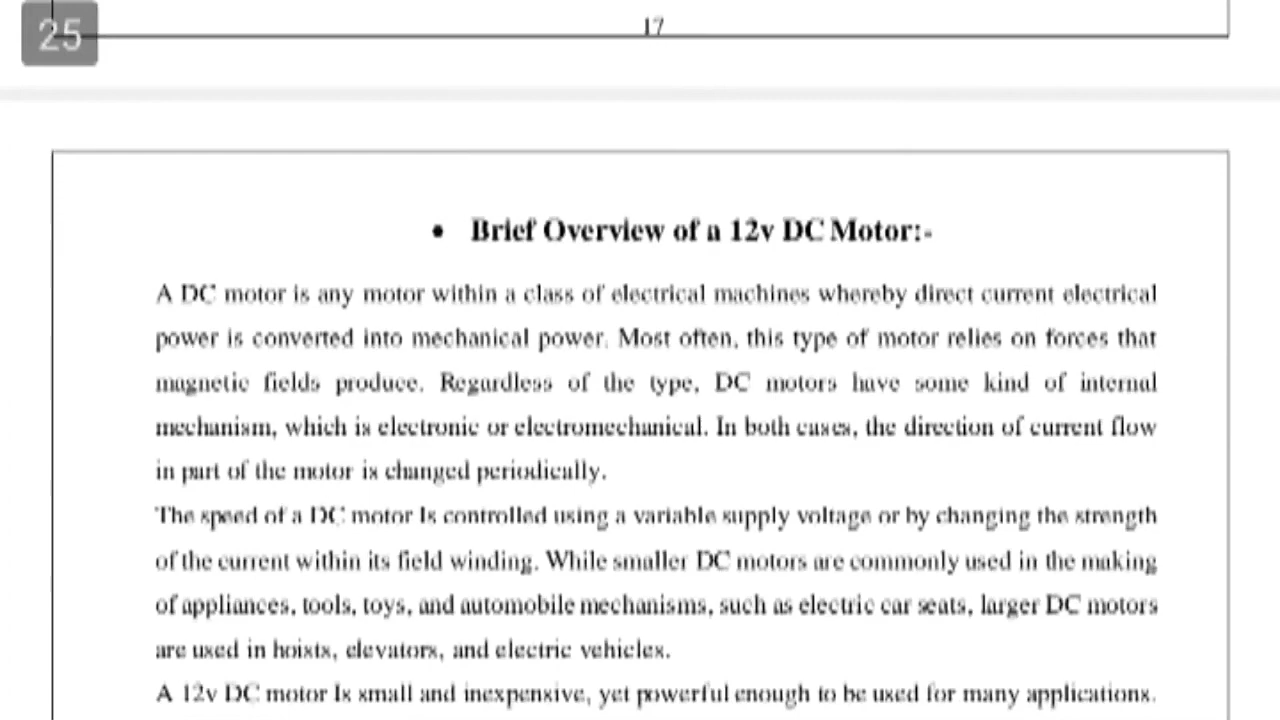 25
17
• Brief Overview of a 12v DC Motor:-
A DC motor is any motor within a class of electrical machines whereby direct current electrical
power is converted into mechanical power. Most often, this type of motor relies on forces that
magnetic fields produce. Regardless of the type, DC motors have some kind of internal
mechanism, which is electronic or electromechanical. In both cases, the direction of current flow
in part of the motor is changed periodically.
The speed of a DC motor Is controlled using a variable supply voltage or by changing the strength
of the current within its field winding. While smaller DC motors are commonly used in the making
of appliances, tools, toys, and automobile mechanisms, such as electric car seats, larger DC motors
are used in hoists, elevators, and electric vehicles.
A 12v DC motor Is small and inexpensive, yet powerful enough to be used for many applications.